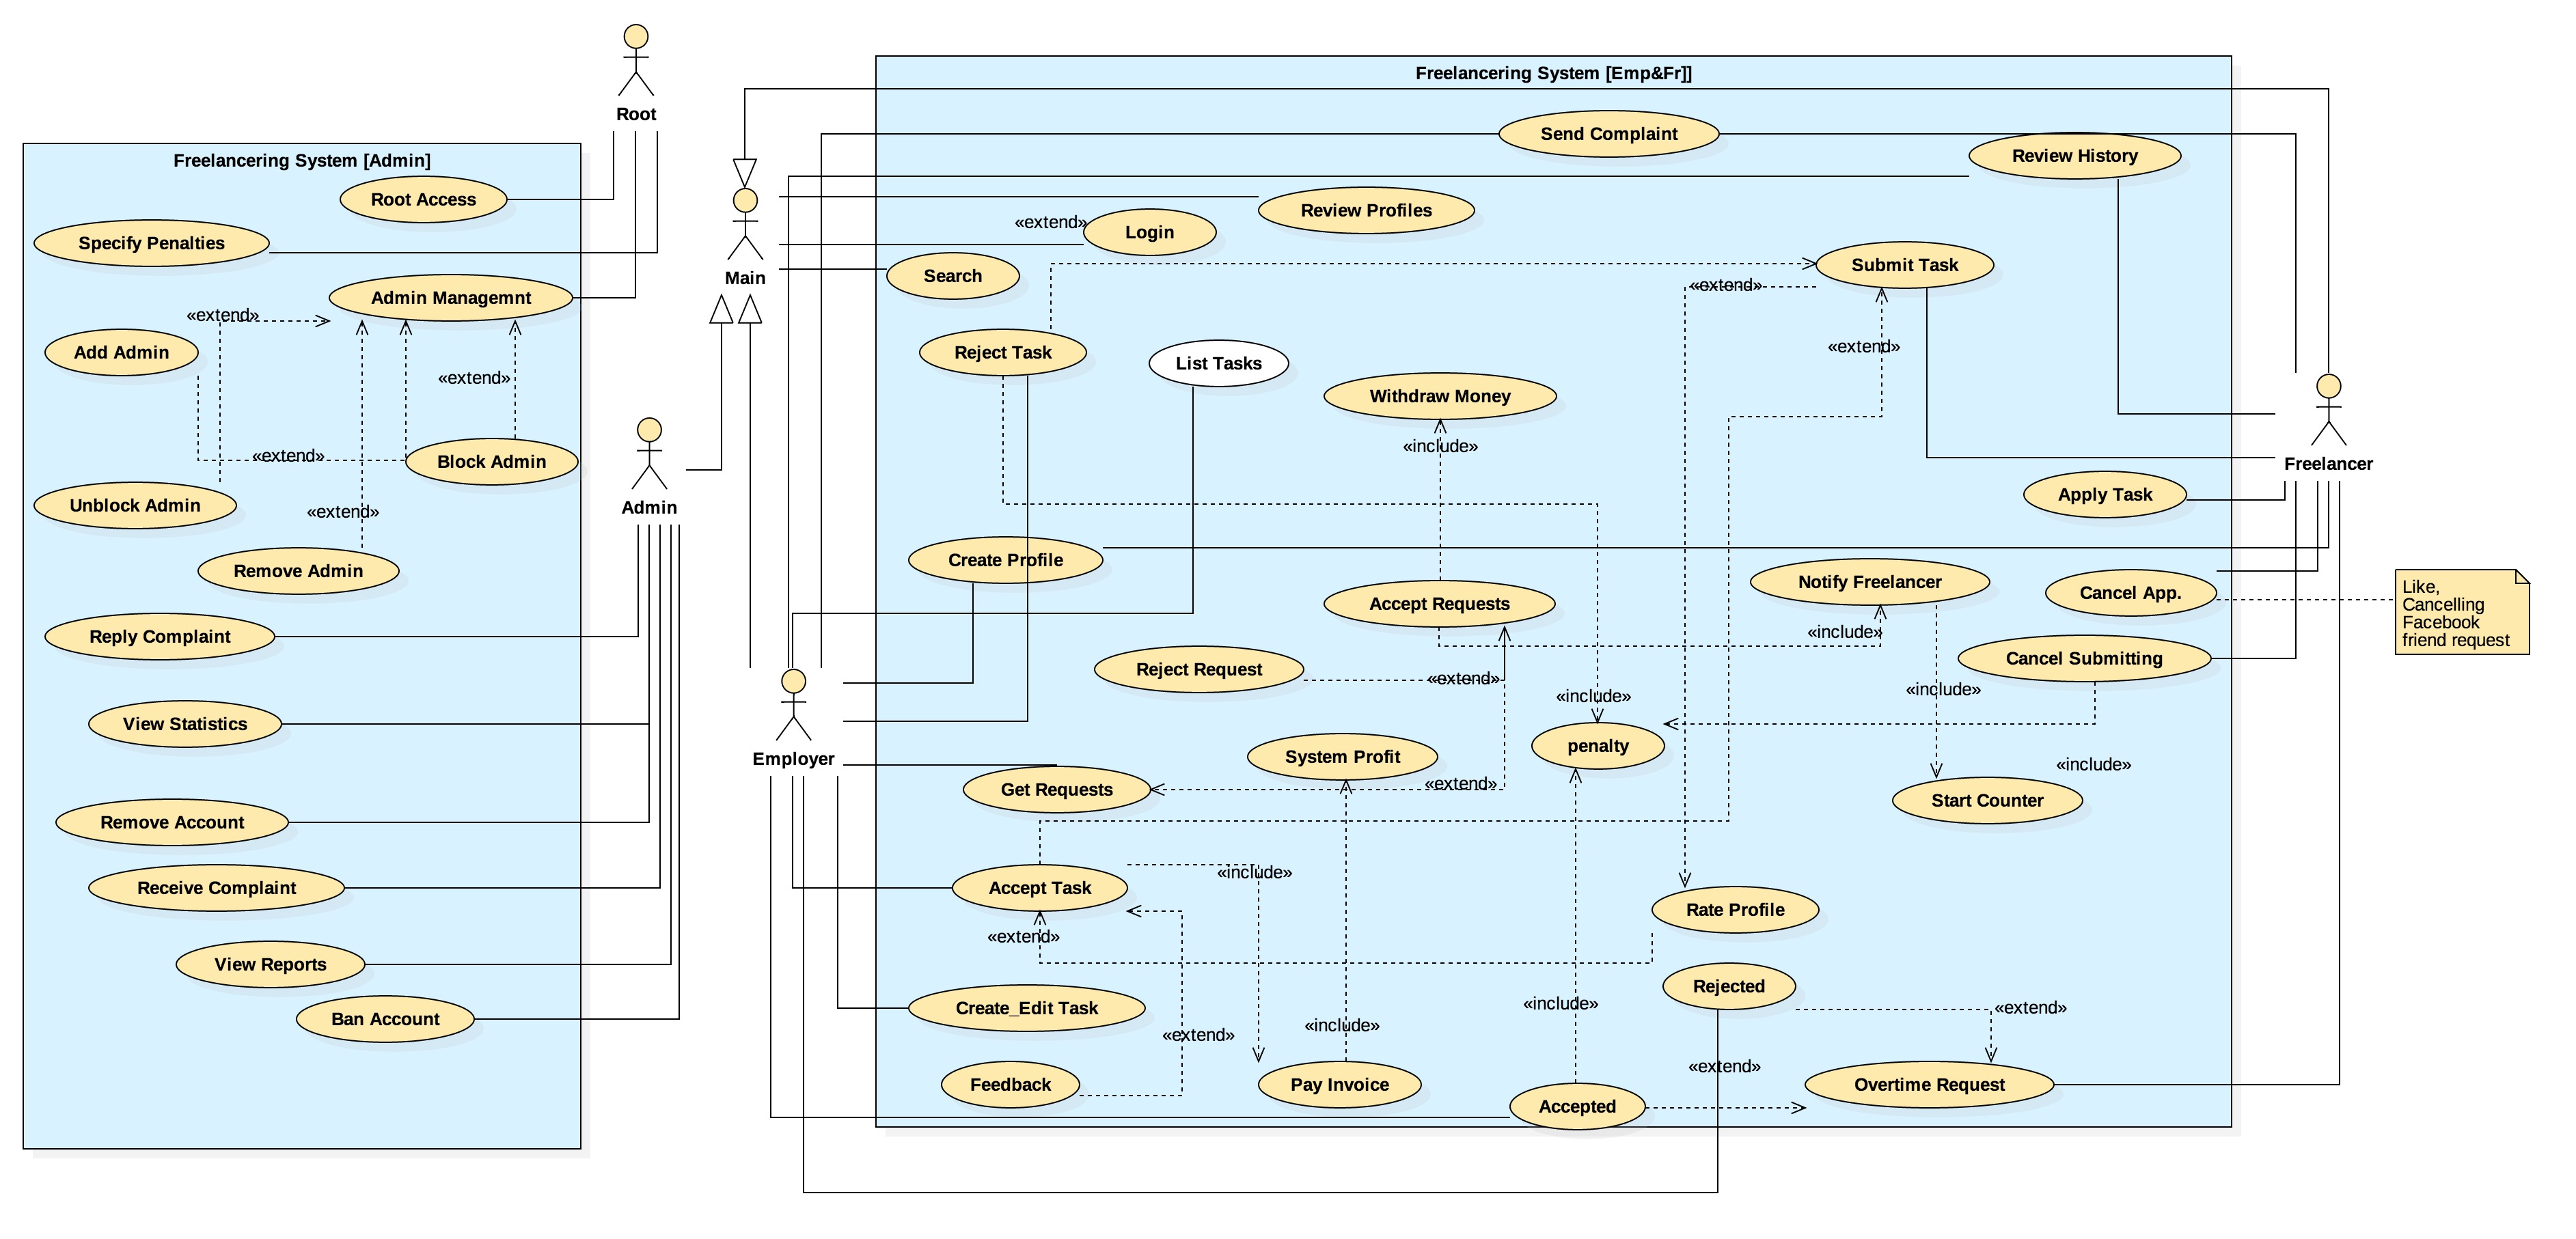 Root
Freelancering System [Admin]
Root Access
Specify Penalties
Admin Managemnt
«extend»
Add Admin
«extend»
«extend»
Block Admin
Unblock Admin
«extend»
Remove Admin
Reply Complaint
View Statistics
Remove Account
Receive Complaint
View Reports
Ban Account
Main
Admin
Employer
Freelancering System [Emp&Fr]]
Send Complaint
Review History
Review Profiles
«extend»
Login
Search
Submit Task
«extend»
Reject Task
List Tasks
«extend»
Withdraw Money
«include»
Freelancer
Apply Task
Create Profile
Notify Freelancer
Accept Requests
Cancel App.
Like,
Cancelling
Facebook
friend request
«include»
Reject Request
«extend»
Cancel Submitting
«include»
«include»
penalty
System Profit
«include»
«extend»
Get Requests
Start Counter
«include»
Accept Task
Rate Profile
«extend»
Rejected
Create_Edit Task
«include»
«extend»
«include»
«extend»
«extend»
Feedback
Pay Invoice
Overtime Request
Accepted